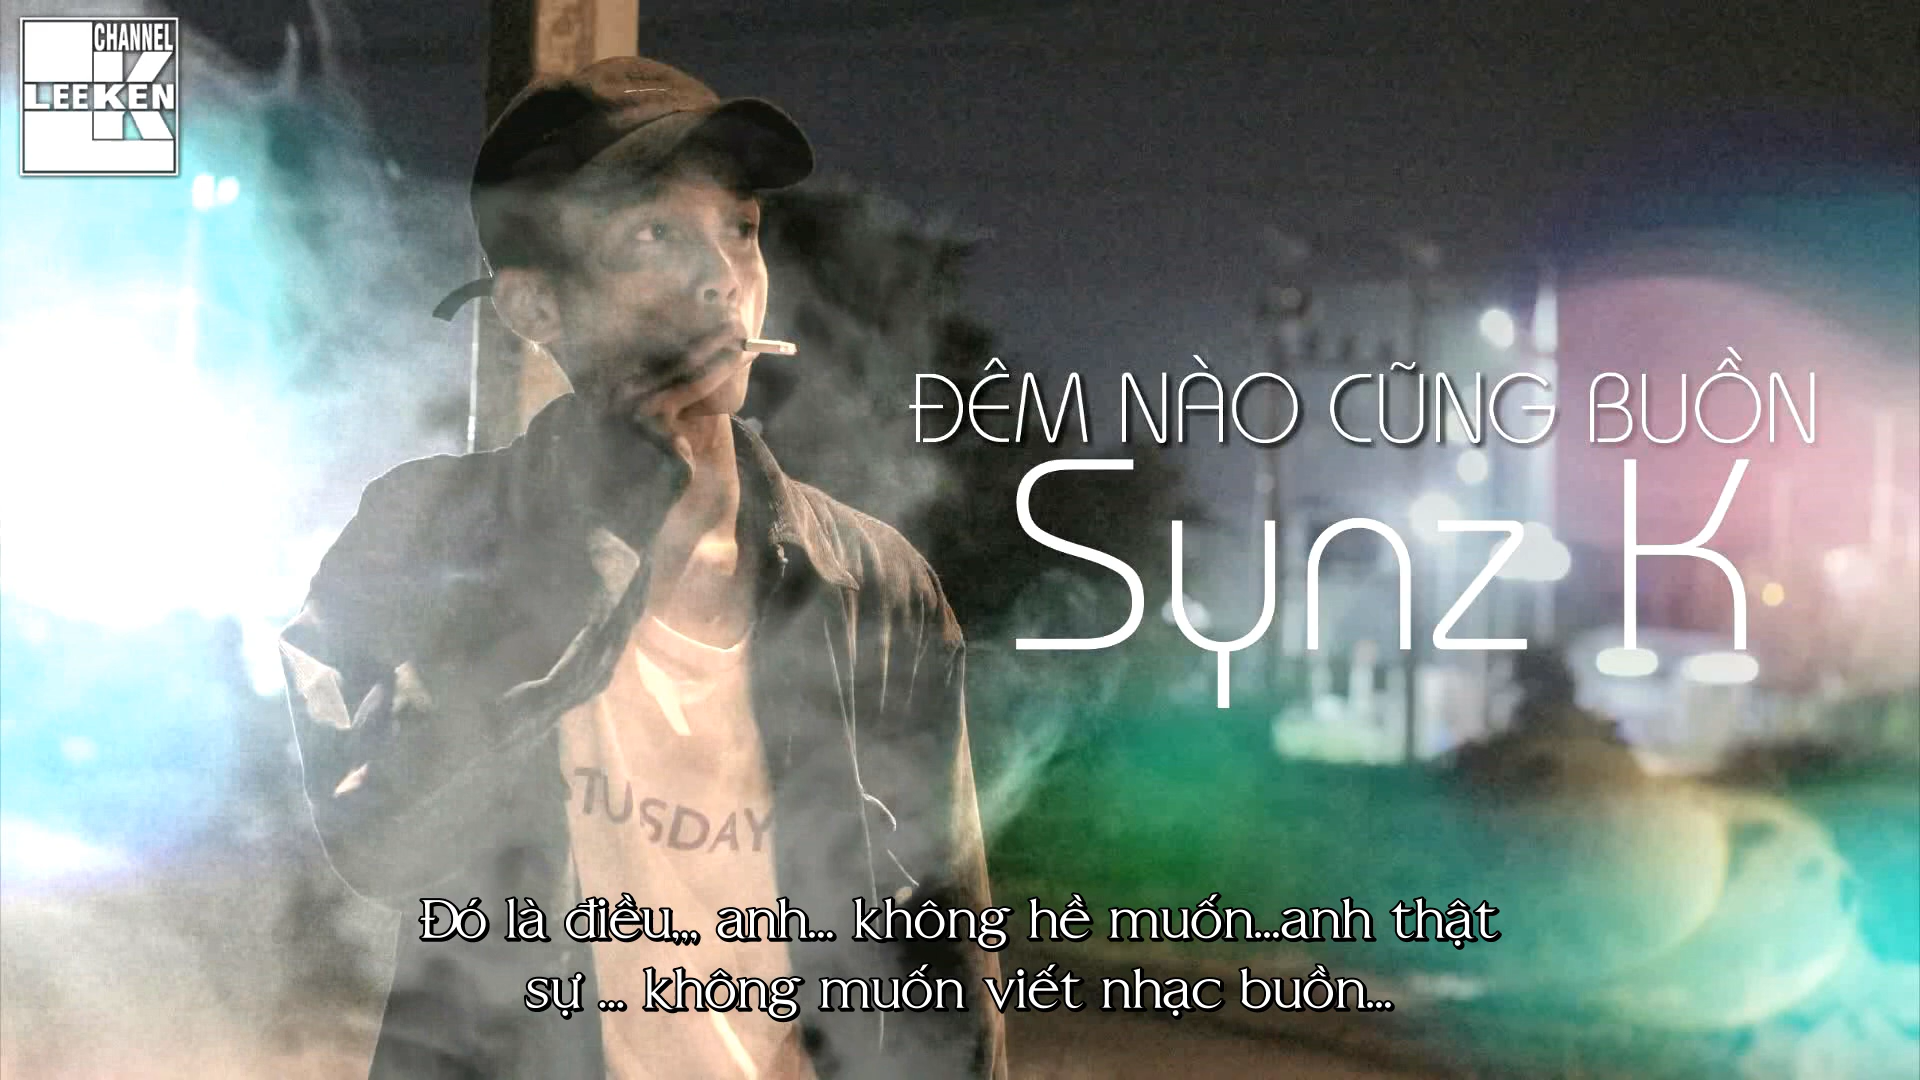 CHANNEL
LEEKEN
ĐÊM NÀO CŨNG BUỒN
Synz K
TUSDAY
Đó là điều,,, anh... không hề muốn...anh thật
sự ... không muốn viết nhạc buồn...